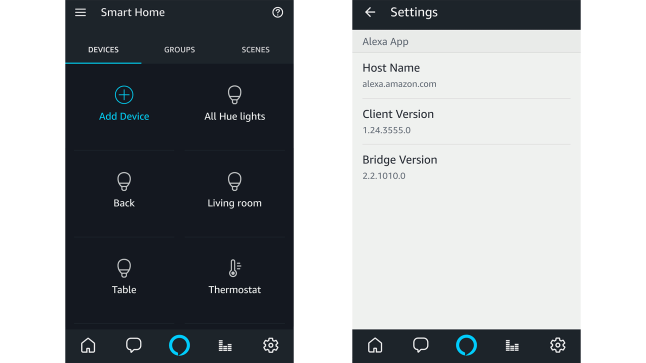 Smart Home
DEVICES GROUPS SCENES
Add Device All Hue lights
Back Living room
Table Thermostat
Settings
Alexa App
Host Name
alexa.amazon.com
Client Version
1.24.3555.0
Bridge Version
2.2.1010.0